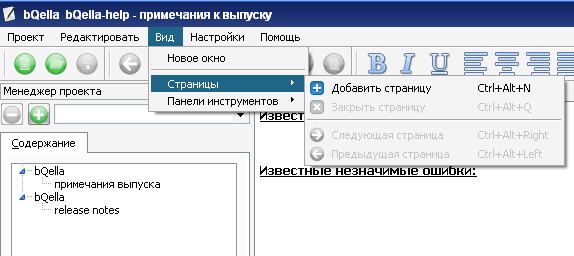 bQella bQella-help - примечания к выпуску
Проект Редактировать Вид Настройки Помощь
Новое окно
Страницы
Панели инструментов
Добавить страницу Ctrl+Alt+N
Закрыть страницу Ctrl+Alt+Q
Следующая страница Ctrl+Alt+Right
Предыдущая страница Ctrl+Alt+Left
Менеджер проекта
Содержание
bQella
примечания выпуска
bQella
release notes
B I U
Извест
Известные незначимые ошибки: